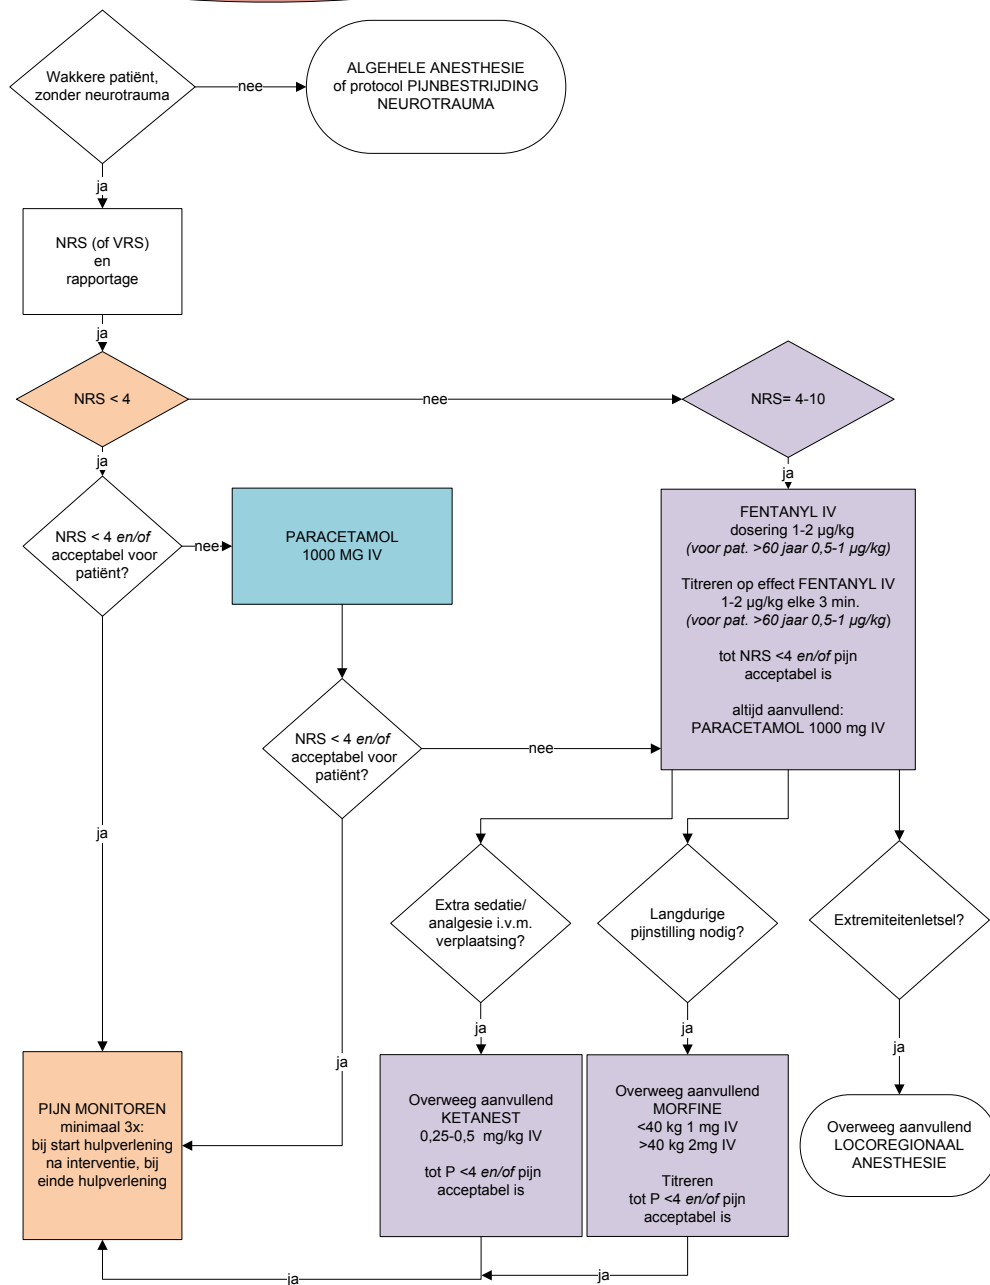 Wakkere patiënt,
zonder neurotrauma
nee
ALGEHELE ANESTHESIE
of protocol PIJNBESTRIJDING
NEUROTRAUMA
ja
NRS (of VRS)
en
rapportage
ja
NRS < 4
nee
NRS= 4-10
ja
ja
NRS < 4 en/of
acceptabel voor
patiënt?
nee
PARACETAMOL
1000 MG IV
FENTANYL IV
dosering 1-2 µg/kg
(voor pat. >60 jaar 0,5-1 µg/kg)
Titreren op effect FENTANYL IV
1-2 µg/kg elke 3 min.
(voor pat. >60 jaar 0,5-1 µg/kg)
tot NRS <4 en/of pijn
acceptabel is
altijd aanvullend:
PARACETAMOL 1000 mg IV
NRS < 4 en/of
acceptabel voor
patiënt?
nee
ja
ja
Extra sedatie/
analgesie i.v.m.
verplaatsing?
Langdurige
pijnstilling nodig?
Extremiteitenletsel?
ja
ja
ja
PIJN MONITOREN
minimaal 3x:
bij start hulpverlening
na interventie, bij
einde hulpverlening
Overweeg aanvullend
KETANEST
0,25-0,5 mg/kg IV
tot P <4 en/of pijn
acceptabel is
Overweeg aanvullend
MORFINE
<40 kg 1 mg IV
>40 kg 2mg IV
Titreren
tot P <4 en/of pijn
acceptabel is
Overweeg aanvullend
LOCOREGIONAAL
ANESTHESIE
ja
ja